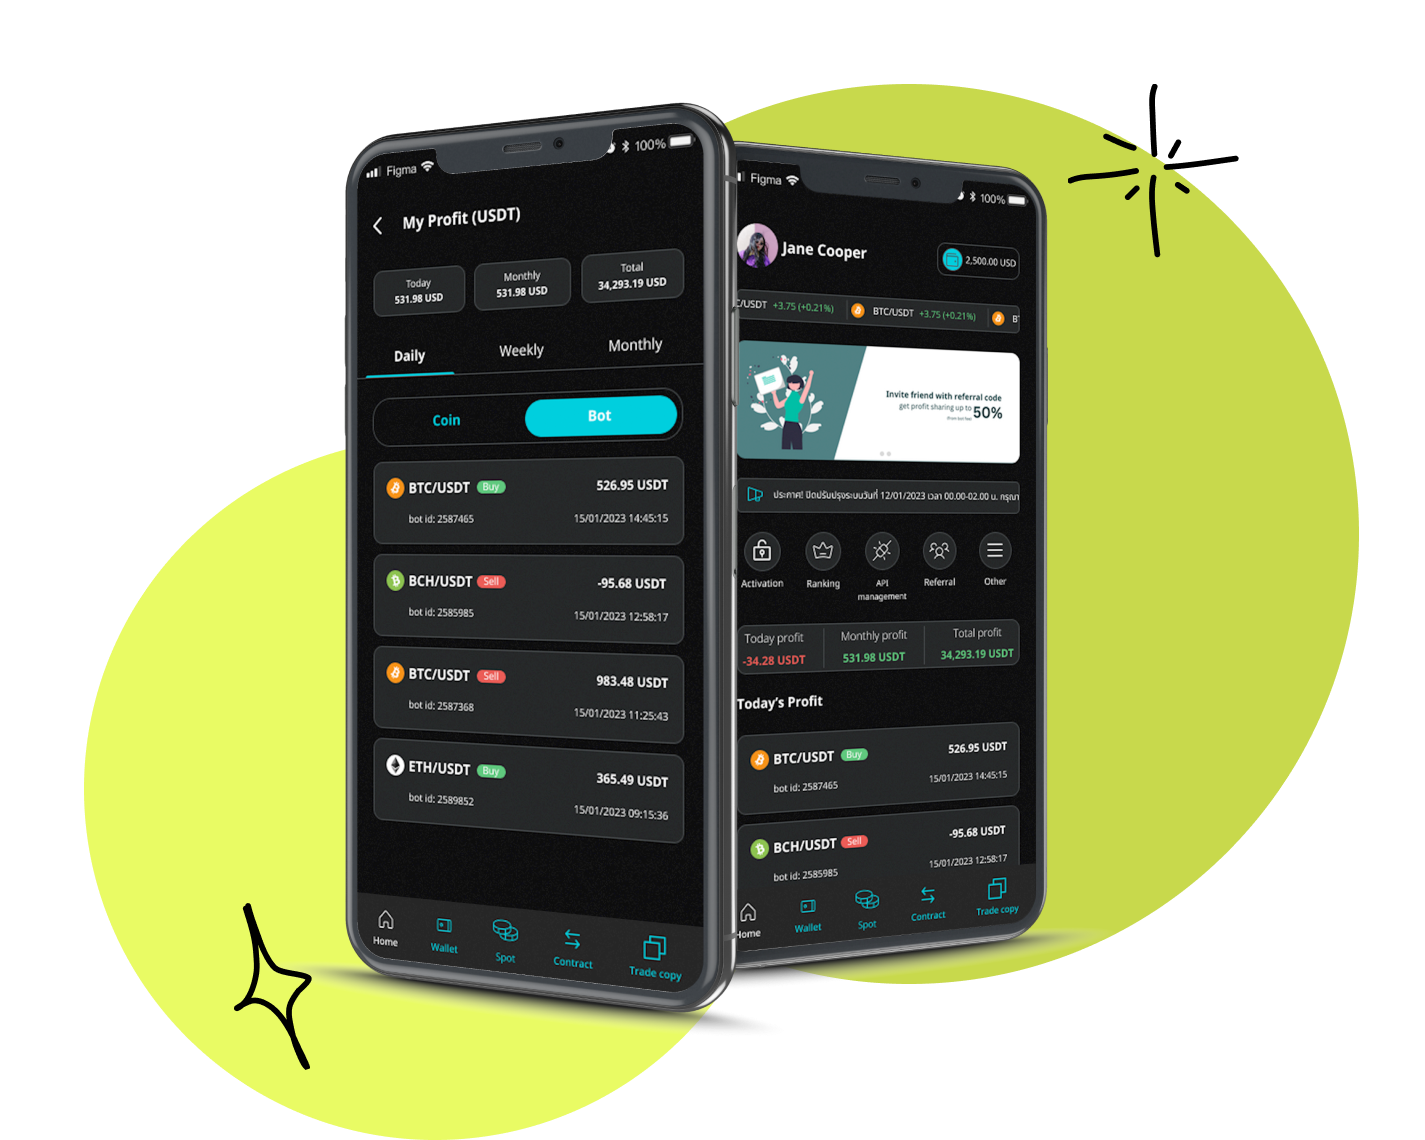 Figma
100%
My Profit (USDT)
Today
531.98 USD
Monthly
531.98 USD
Total
34,293.19 USD
Daily
Weekly
Monthly
Coin
Bot
BTC/USDT Buy 526.95 USDT
bot id: 2587465 15/01/2023 14:45:15
BCH/USDT Sell -95.68 USDT
bot id: 2585985 15/01/2023 12:58:17
BTC/USDT Sell 983.48 USDT
bot id: 2587368 15/01/2023 11:25:43
ETH/USDT Buy 365.49 USDT
bot id: 2589852 15/01/2023 09:15:36
Home
Wallet
Spot
Contract
Trade copy
Figma
100%
Jane Cooper
2,500.00 USD
C/USDT +3.75 (+0.21%) BTC/USDT +3.75 (+0.21%) BT
Invite friend with referral code
get profit sharing up to 50%
ประกาศ! ปิดปรับปรุงระบบวันที่ 12/01/2023 เวลา 00.00-02.00 น. กรุณา
Activation
Ranking
API
management
Referral
Other
Today profit
-34.28 USDT
Monthly profit
531.98 USDT
Total profit
34,293.19 USDT
Today's Profit
BTC/USDT Buy 526.95 USDT
bot id: 2587465 15/01/2023 14:45:15
BCH/USDT Sell -95.68 USDT
bot id: 2585985 15/01/2023 12:58:17
Home
Wallet
Spot
Contract
Trade copy